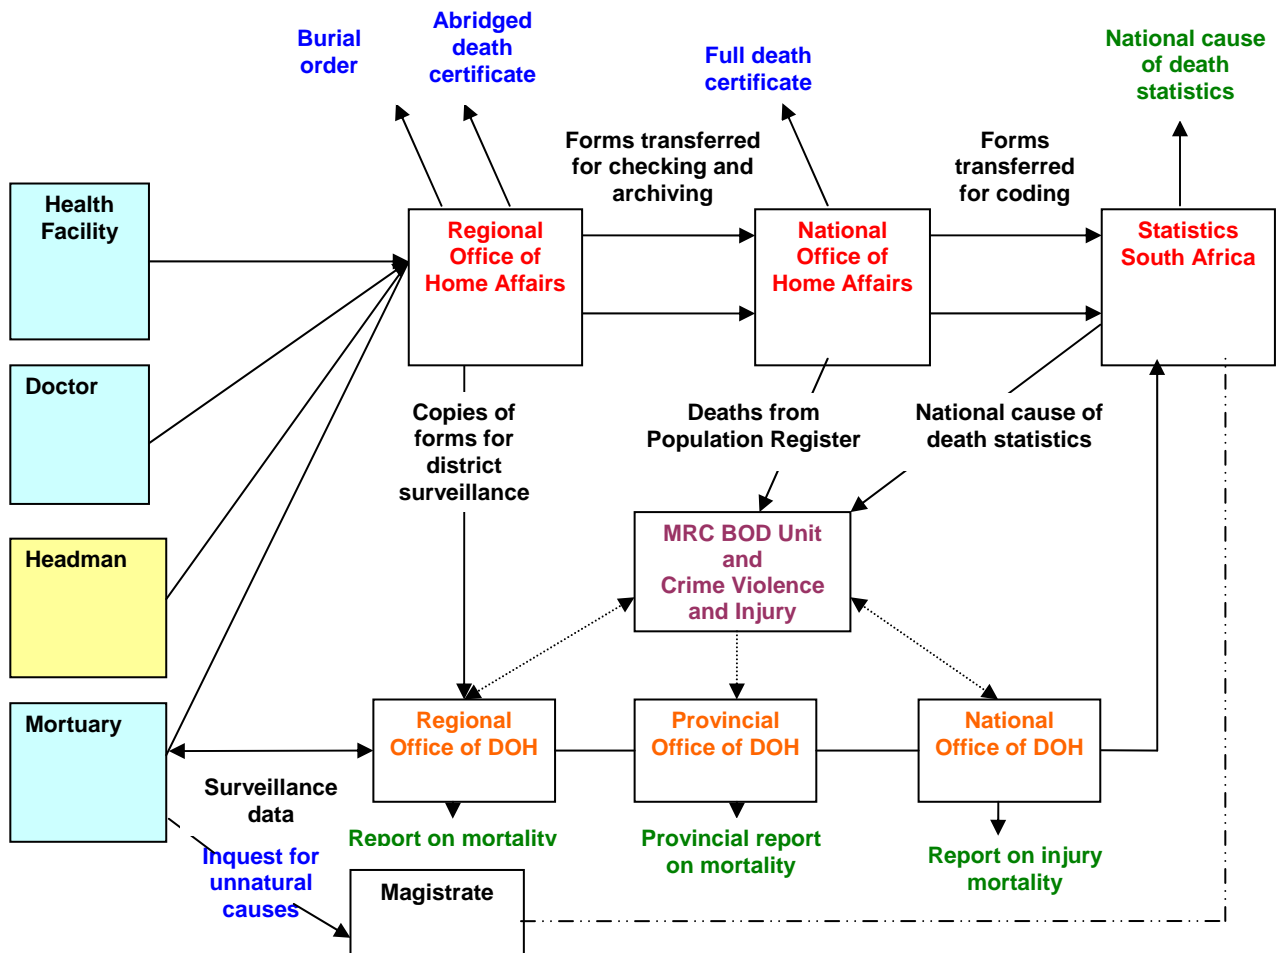 Burial
order
Abridged
death
certificate
Full death
certificate
National cause
of death
statistics
Forms transferred
for checking and
archiving
Forms
transferred
for coding
Health
Facility
Regional
Office of
Home Affairs
National
Office of
Home Affairs
Statistics
South Africa
Doctor
Copies of
forms for
district
surveillance
Deaths from
Population Register
National cause of
death statistics
Headman
MRC BOD Unit
and
Crime Violence
and Injury
Mortuary
Regional
Office of DOH
Provincial
Office of DOH
National
Office of DOH
Surveillance
data
Report on mortality
Provincial report
on mortality
Report on injury
mortality
Inquest for
unnatural
causes
Magistrate